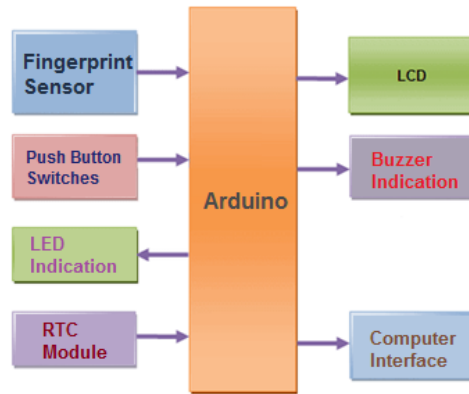 Fingerprint
Sensor
Push Button
Switches
LED
Indication
RTC
Module
Arduino
LCD
Buzzer
Indication
Computer
Interface